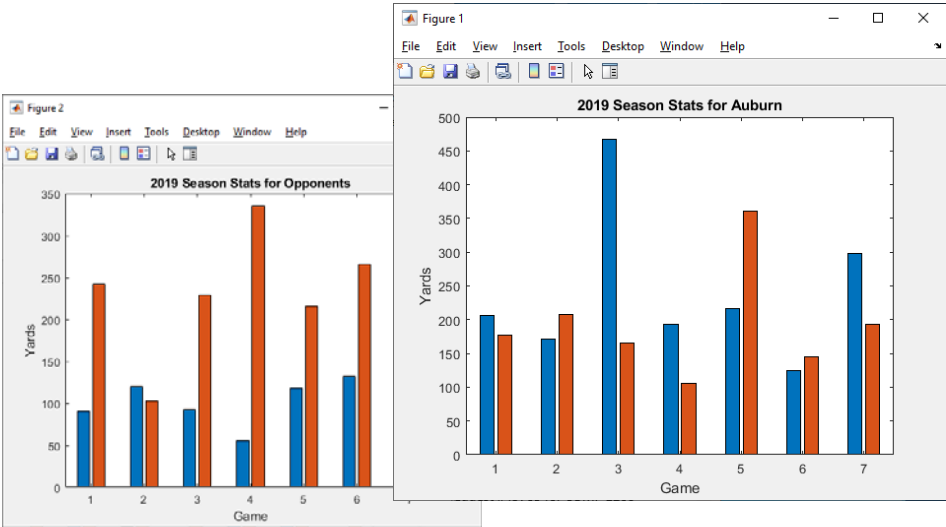 Figure 1
File Edit View Insert Tools Desktop Window Help
2019 Season Stats for Auburn
500
450
400
350
300
250
200
150
100
50
0
Yards
1 2 3 4 5 6 7
Game
Figure 2
File Edit View Insert Tools Desktop Window Help
2019 Season Stats for Opponents
350
300
250
200
150
100
50
0
Yards
1 2 3 4 5 6
Game